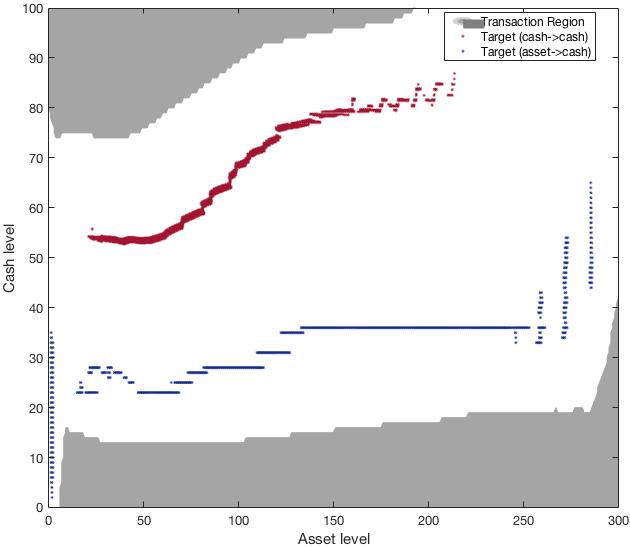 100
90
80
70
60
50
40
30
20
10
0
Cash level
Transaction Region
Target (cash->cash)
Target (asset->cash)
0 50 100 150 200 250 300
Asset level